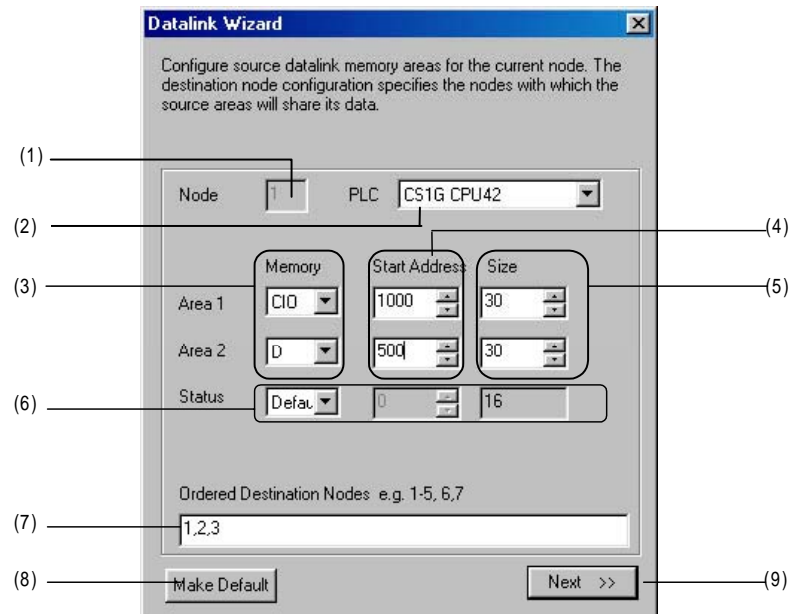 Datalink Wizard
Configure source datalink memory areas for the current node. The
destination node configuration specifies the nodes with which the
source areas will share its data.
(1)
Node 1 PLC CS1G CPU42
(2) (4)
Memory Start Address Size
(3) (5)
Area 1 CIO 1000 30
Area 2 D 500 30
Status Defau 0 16
(6)
Ordered Destination Nodes e.g. 1-5, 6,7
(7) 1,2,3
(8) Make Default Next >> (9)